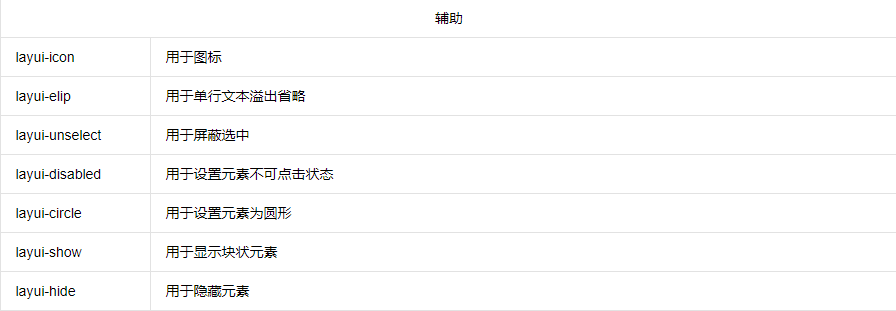 辅助
layui-icon 用于图标
layui-elip 用于单行文本溢出省略
layui-unselect 用于屏蔽选中
layui-disabled 用于设置元素不可点击状态
layui-circle 用于设置元素为圆形
layui-show 用于显示块状元素
layui-hide 用于隐藏元素